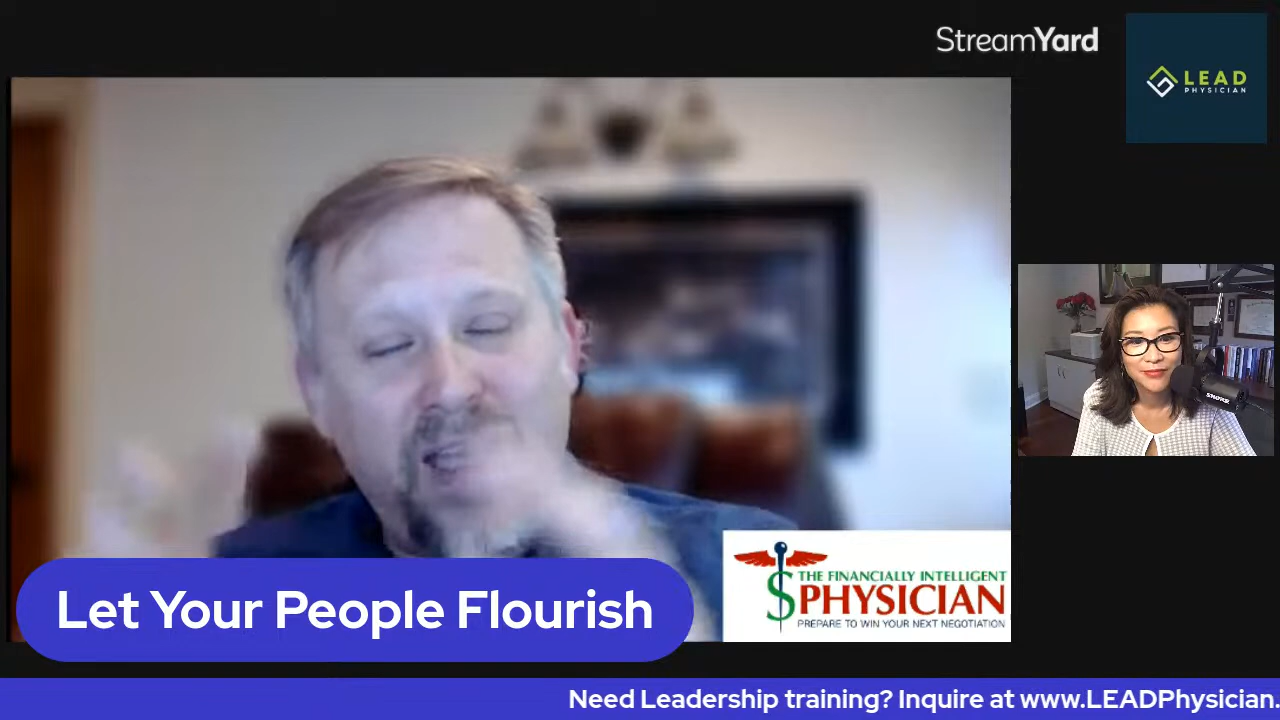 StreamYard
LEAD
PHYSICIAN
SHURE
THE FINANCIALLY INTELLIGENT
$PHYSICIAN
PREPARE TO WIN YOUR NEXT NEGOTIATION
Let Your People Flourish
Need Leadership training? Inquire at www.LEADPhysician.